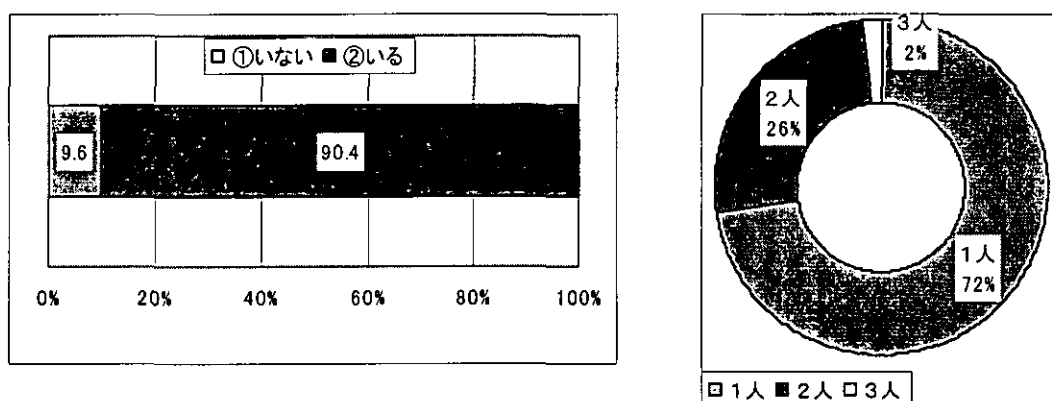 □ ①いない ■ ②いる
9.6
90.4
0% 20% 40% 60% 80% 100%
3人
2%
2人
26%
1人
72%
□ 1人 ■ 2人 □ 3人